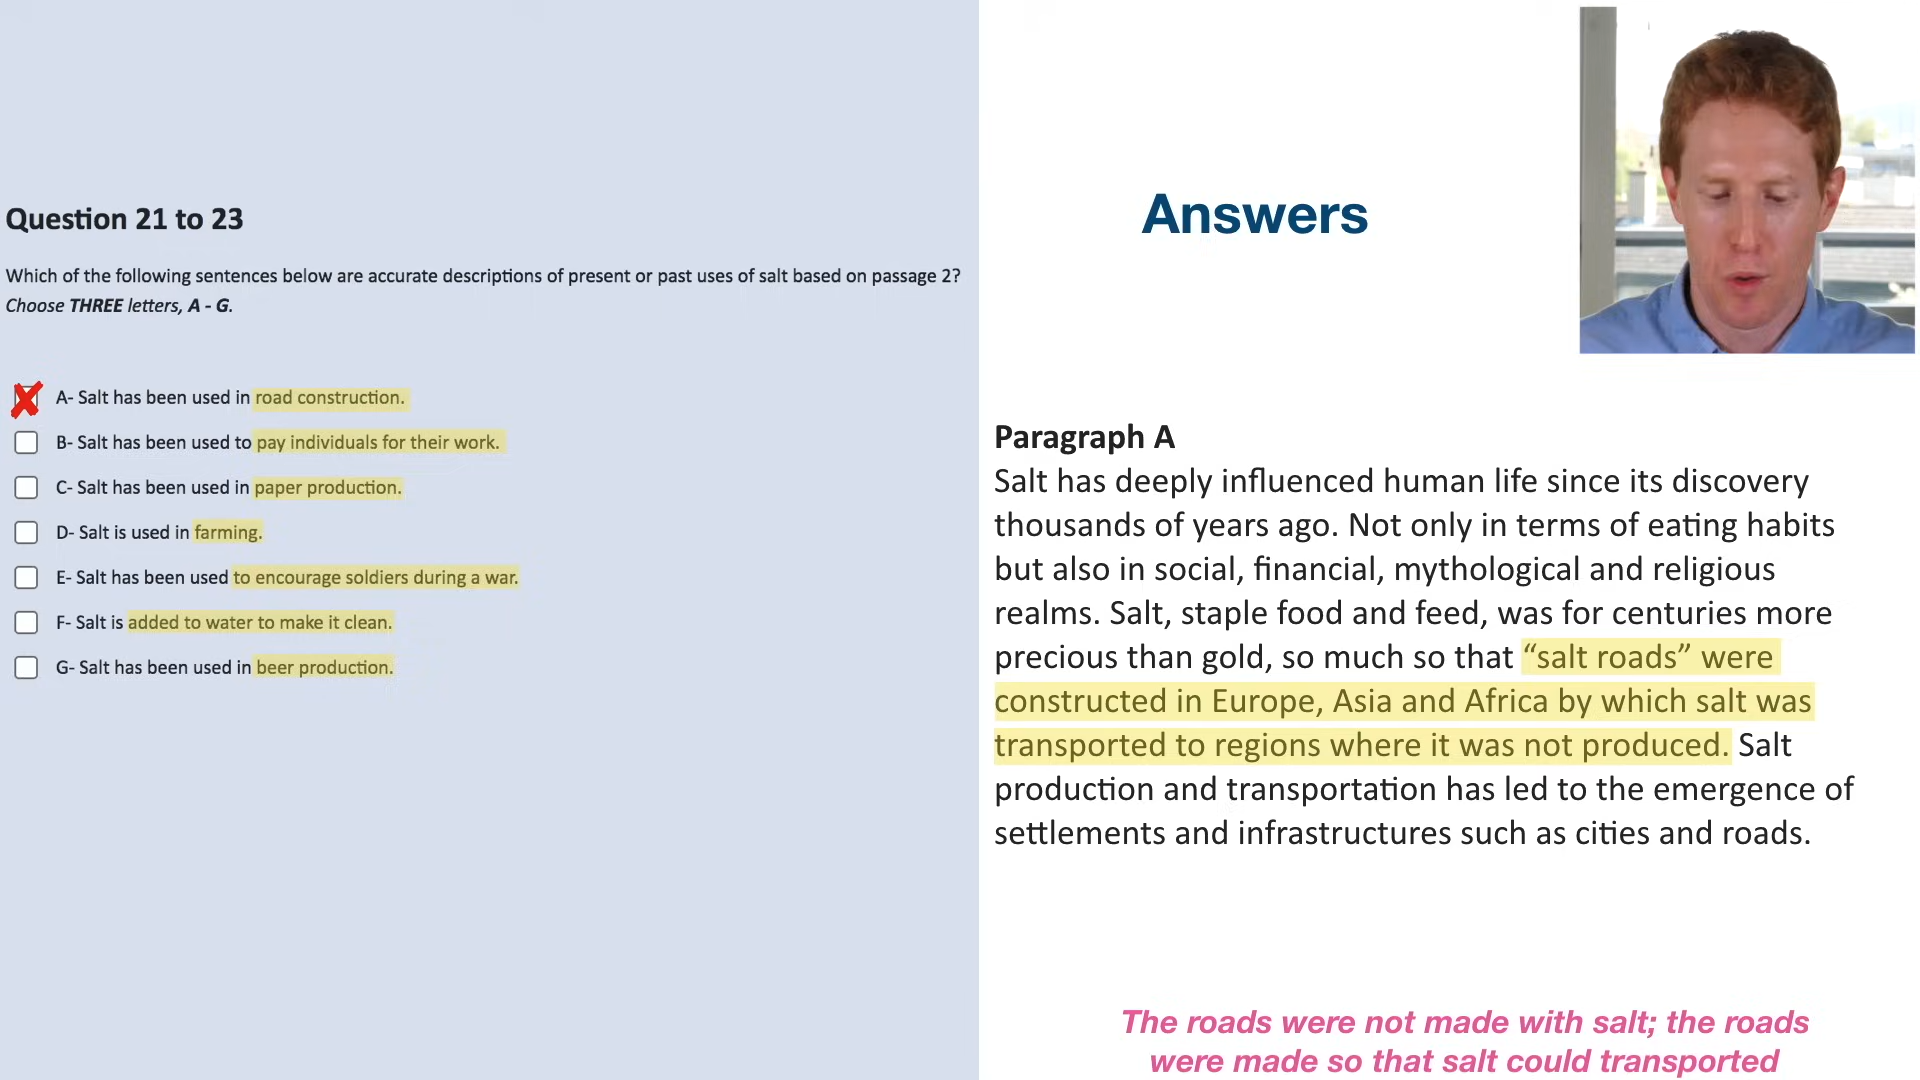 Question 21 to 23
Which of the following sentences below are accurate descriptions of present or past uses of salt based on passage 2?
Choose THREE letters, A - G.
A- Salt has been used in road construction.
B- Salt has been used to pay individuals for their work.
C- Salt has been used in paper production.
D- Salt is used in farming.
E- Salt has been used to encourage soldiers during a war.
F- Salt is added to water to make it clean.
G- Salt has been used in beer production.
Answers
Paragraph A
Salt has deeply influenced human life since its discovery
thousands of years ago. Not only in terms of eating habits
but also in social, financial, mythological and religious
realms. Salt, staple food and feed, was for centuries more
precious than gold, so much so that “salt roads” were
constructed in Europe, Asia and Africa by which salt was
transported to regions where it was not produced. Salt
production and transportation has led to the emergence of
settlements and infrastructures such as cities and roads.
The roads were not made with salt; the roads
were made so that salt could transported